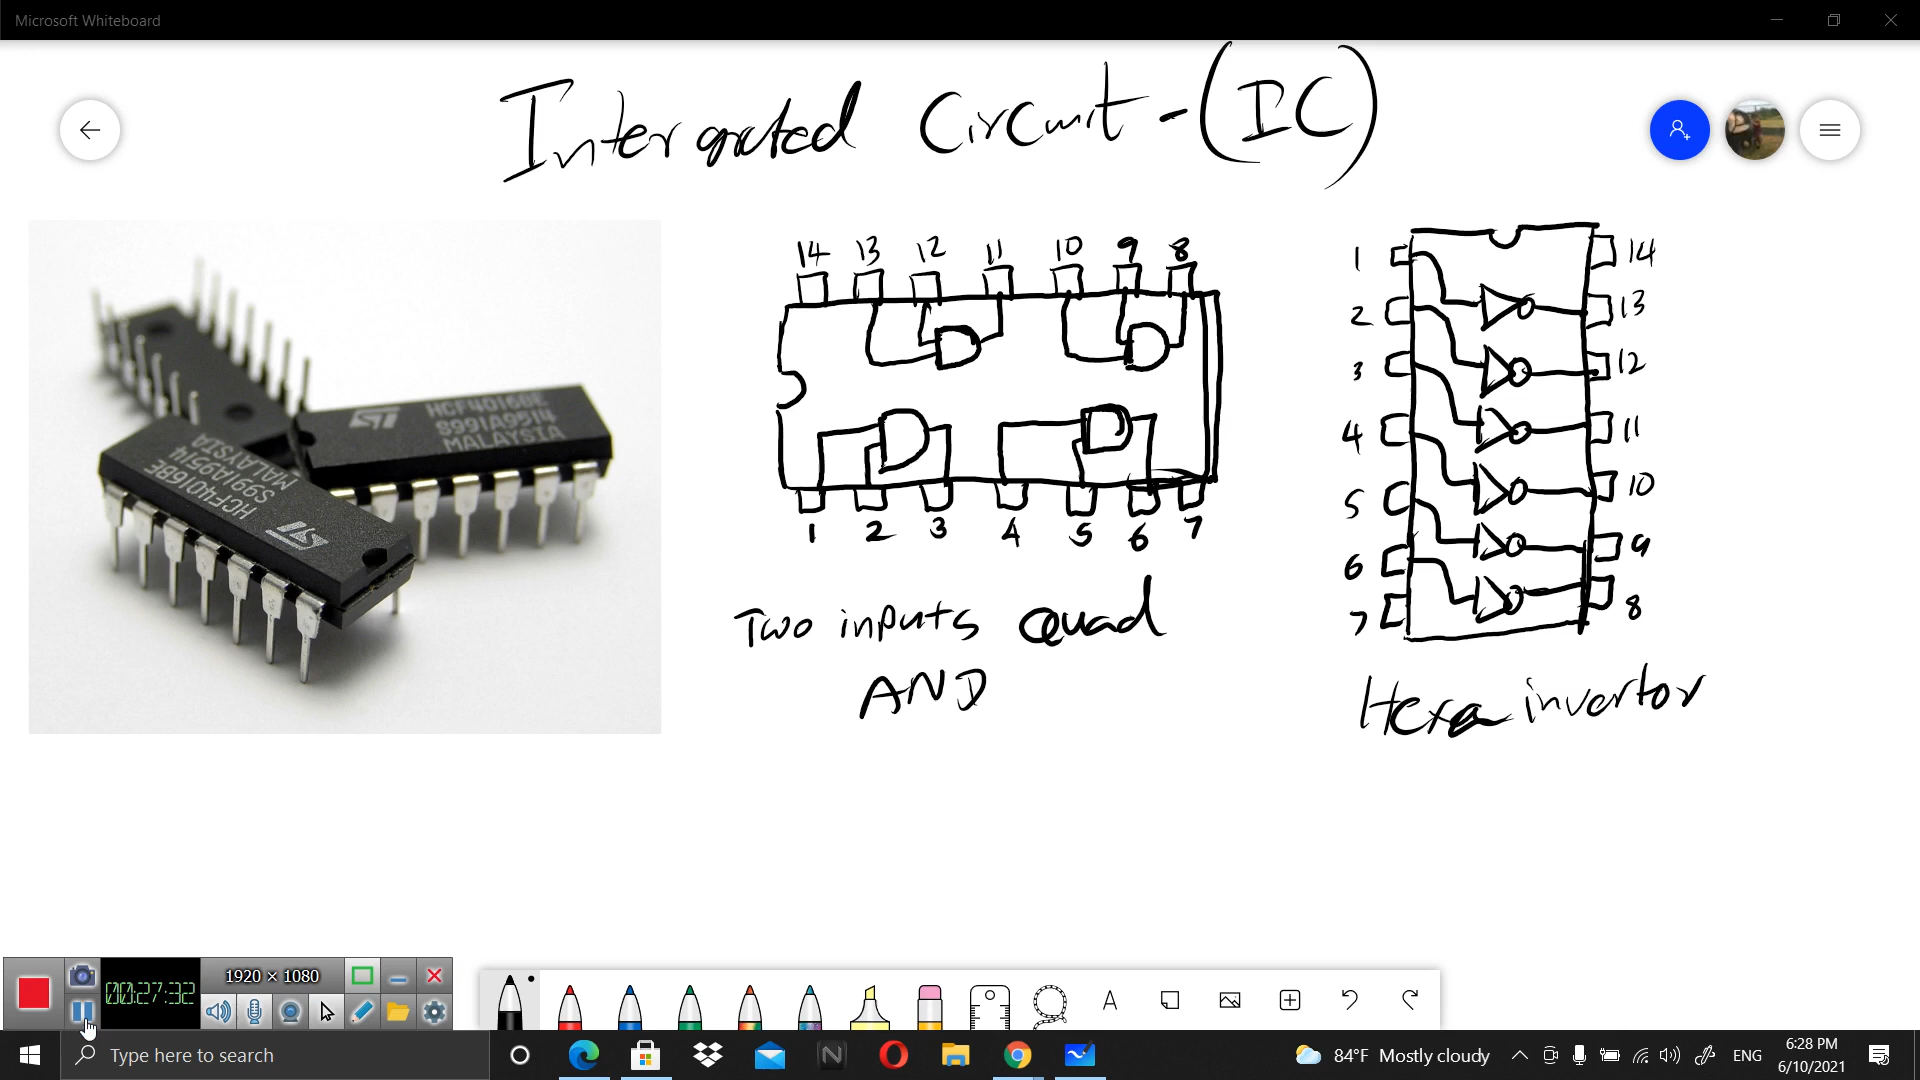 Microsoft Whiteboard
Intergrated Circuit - (IC)
HCF4016BE
S991A9514
MALAYSIA
HCF4016BE
S991A9514
MALAYSIA
14 13 12 11 10 9 8
1 2 3 4 5 6 7
Two inputs Quad
AND
1 14
2 13
3 12
4 11
5 10
6 9
7 8
Hexa invertor
00:27:32
1920 × 1080
Type here to search
84°F Mostly cloudy
ENG
6:28 PM
6/10/2021